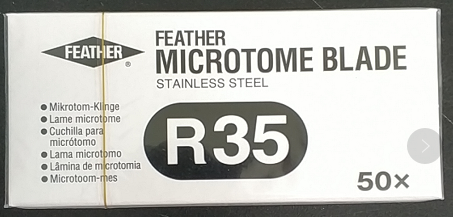 FEATHER
®
FEATHER
MICROTOME BLADE
STAINLESS STEEL
● Mikrotom-Klinge
● Lame microtome
● Cuchilla para
micrótomo
● Lama microtomo
● Lâmina de microtomia
● Microtoom-mes
R35
50×